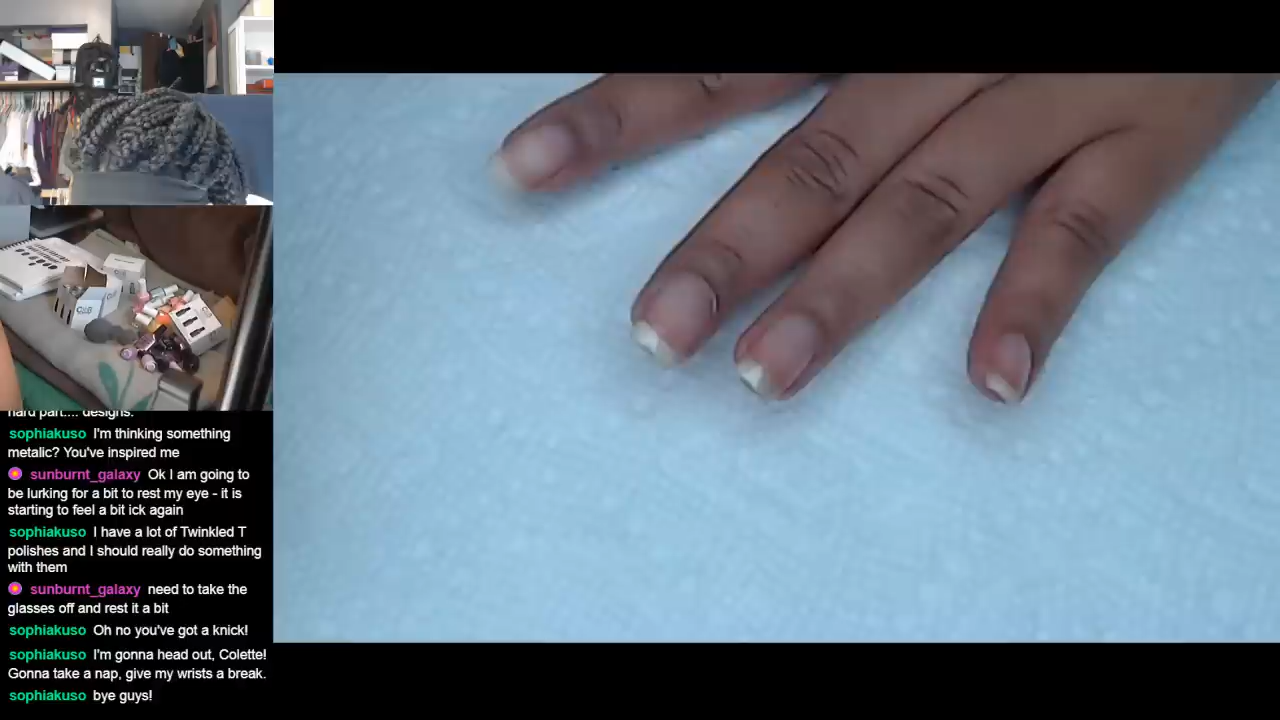 hard part.... designs.
sophiakuso I'm thinking something
metalic? You've inspired me
sunburnt_galaxy Ok I am going to
be lurking for a bit to rest my eye - it is
starting to feel a bit ick again
sophiakuso I have a lot of Twinkled T
polishes and I should really do something
with them
sunburnt_galaxy need to take the
glasses off and rest it a bit
sophiakuso Oh no you've got a knick!
sophiakuso I'm gonna head out, Colette!
Gonna take a nap, give my wrists a break.
sophiakuso bye guys!